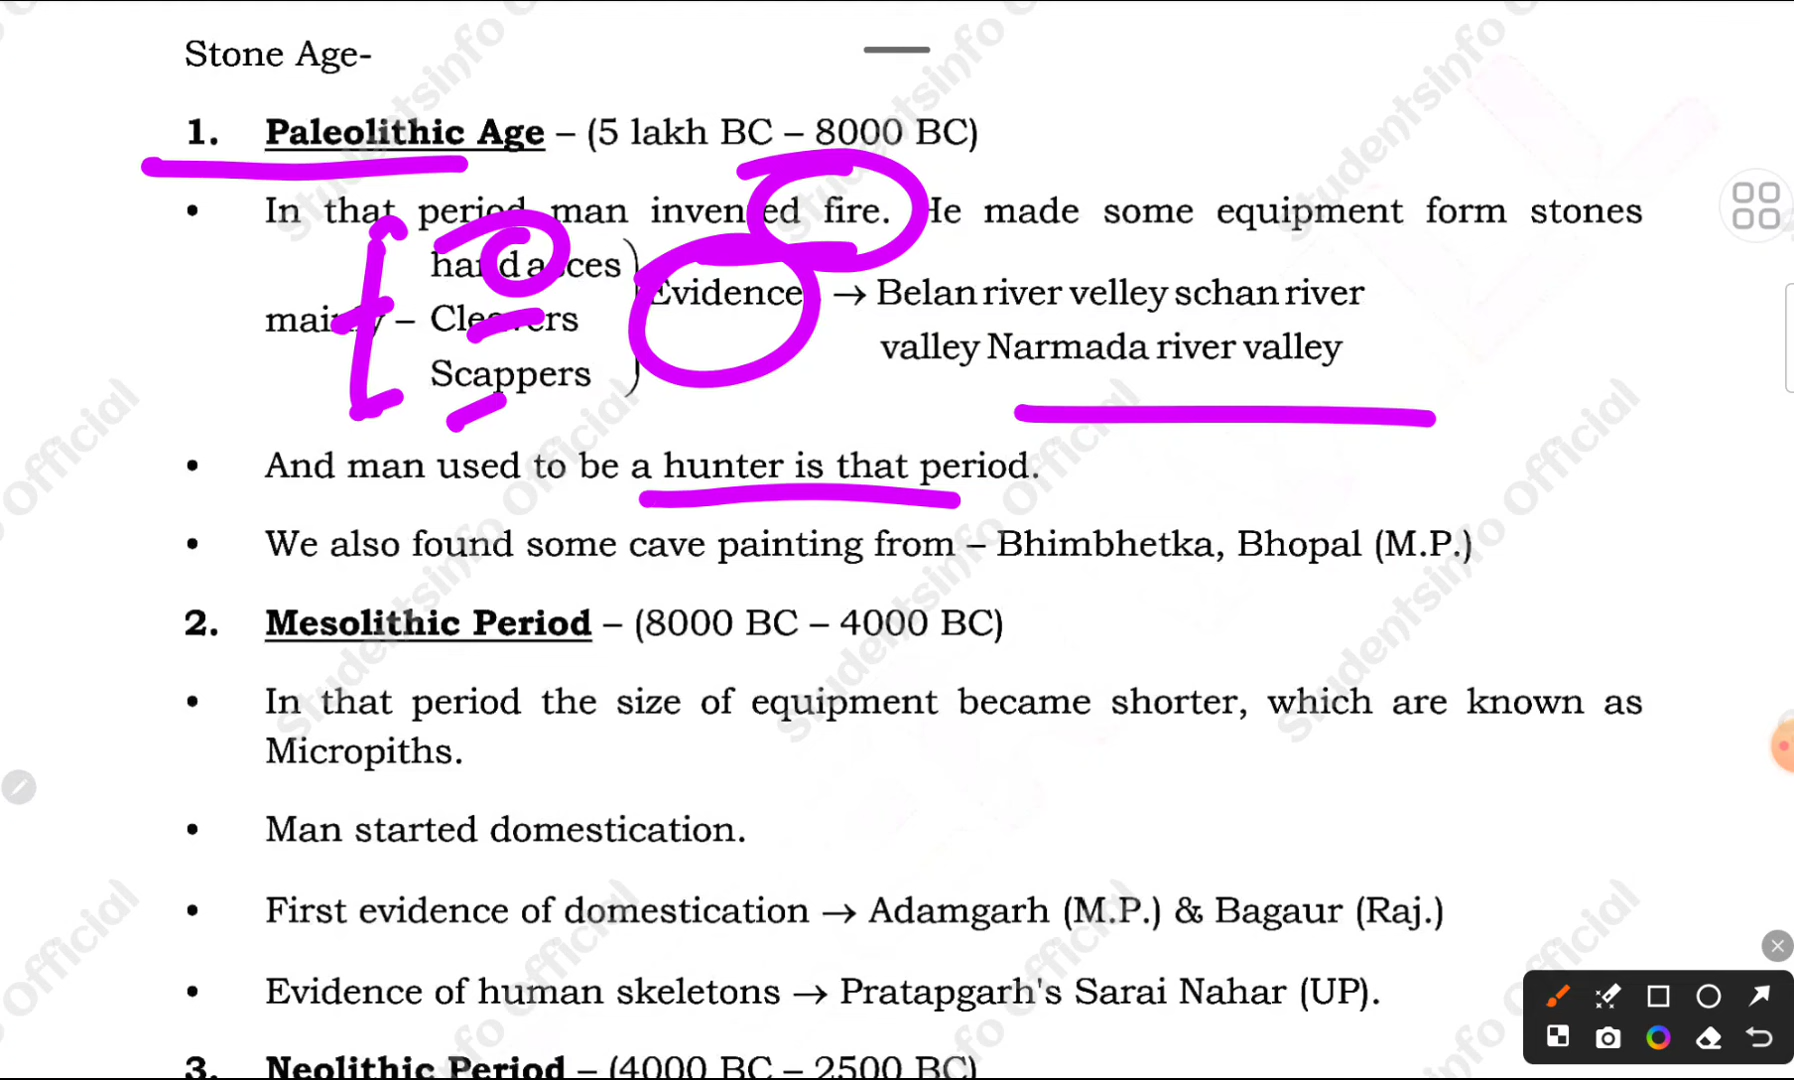 Stone Age-
1. Paleolithic Age – (5 lakh BC – 8000 BC)
• In that period man invented fire. He made some equipment form stones
handasces
mainly – Cleavers Evidence → Belan river velley schan river
valley Narmada river valley
Scappers
• And man used to be a hunter is that period.
• We also found some cave painting from – Bhimbhetka, Bhopal (M.P.)
2. Mesolithic Period – (8000 BC – 4000 BC)
• In that period the size of equipment became shorter, which are known as
Micropiths.
• Man started domestication.
• First evidence of domestication → Adamgarh (M.P.) & Bagaur (Raj.)
• Evidence of human skeletons → Pratapgarh's Sarai Nahar (UP).
3. Neolithic Period – (4000 BC – 2500 BC)
Studentsinfo Official